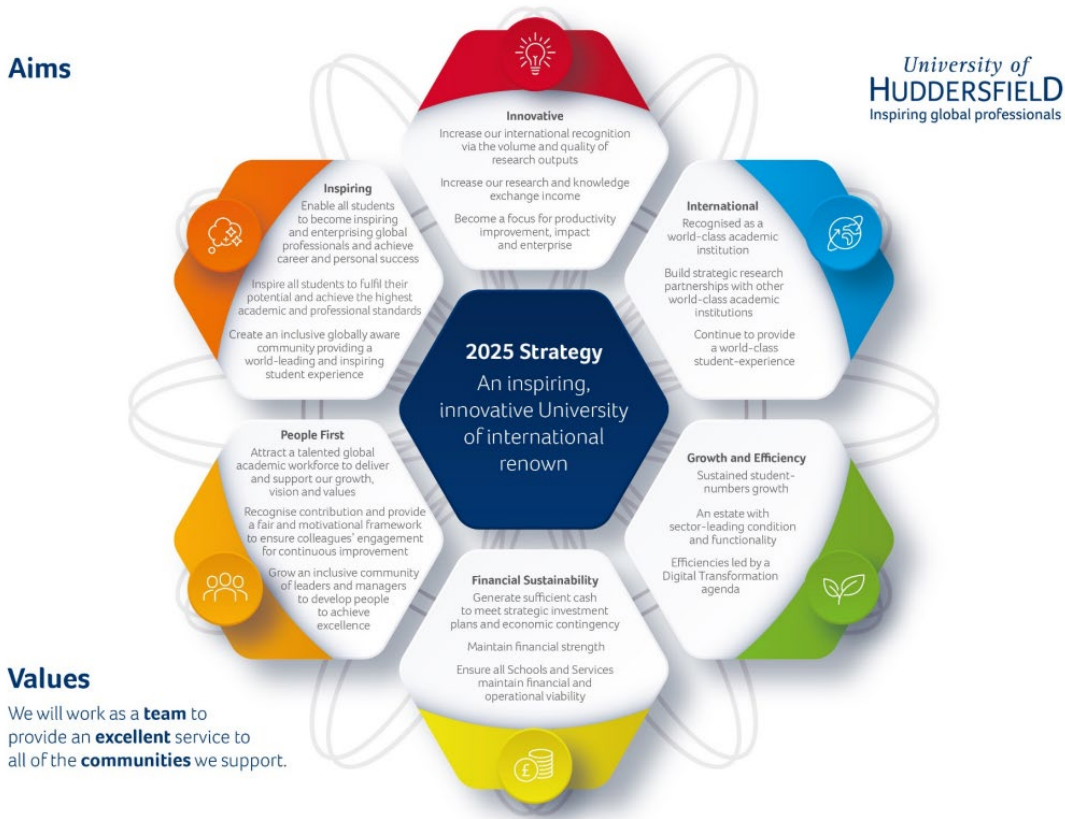 Aims
University of
HUDDERSFIELD
Inspiring global professionals
Innovative
Increase our international recognition
via the volume and quality of
research outputs
Increase our research and knowledge
exchange income
Become a focus for productivity
improvement, impact
and enterprise
Inspiring
Enable all students
to become inspiring
and enterprising global
professionals and achieve
career and personal success
Inspire all students to fulfil their
potential and achieve the highest
academic and professional standards
Create an inclusive globally aware
community providing a
world-leading and inspiring
student experience
International
Recognised as a
world-class academic
institution
Build strategic research
partnerships with other
world-class academic
institutions
Continue to provide
a world-class
student-experience
2025 Strategy
An inspiring,
innovative University
of international
renown
People First
Attract a talented global
academic workforce to deliver
and support our growth,
vision and values
Recognise contribution and provide
a fair and motivational framework
to ensure colleagues' engagement
for continuous improvement
Grow an inclusive community
of leaders and managers
to develop people
to achieve
excellence
Growth and Efficiency
Sustained student-
numbers growth
An estate with
sector-leading condition
and functionality
Efficiencies led by a
Digital Transformation
agenda
Financial Sustainability
Generate sufficient cash
to meet strategic investment
plans and economic contingency
Maintain financial strength
Ensure all Schools and Services
maintain financial and
operational viability
£
Values
We will work as a team to
provide an excellent service to
all of the communities we support.